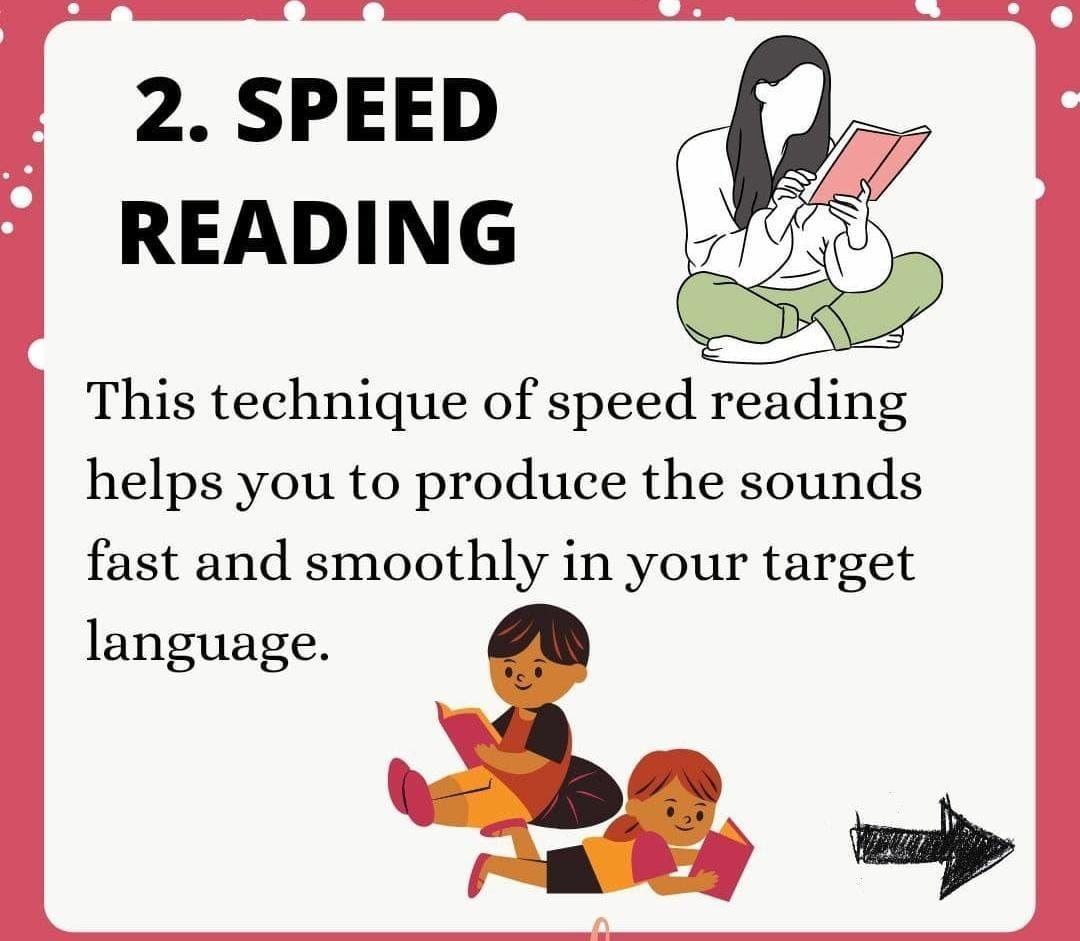 2. SPEED
READING
This technique of speed reading
helps you to produce the sounds
fast and smoothly in your target
language.